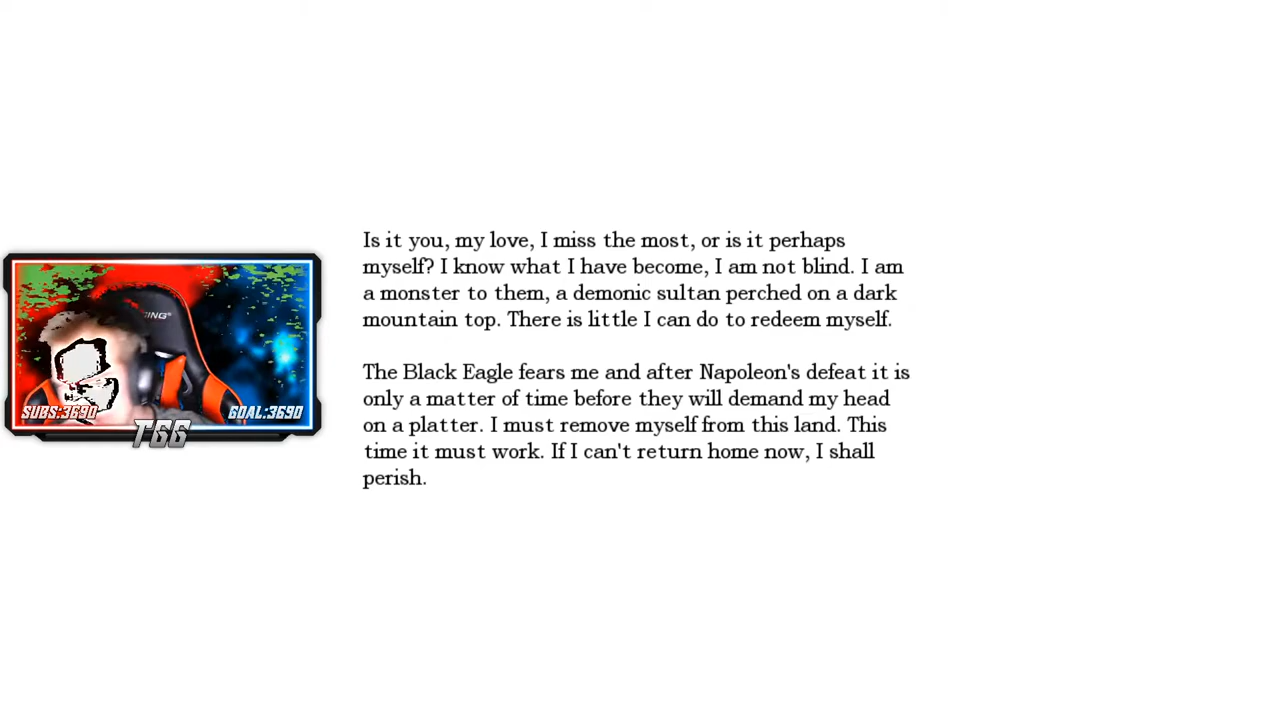 Is it you, my love, I miss the most, or is it perhaps
myself? I know what I have become, I am not blind. I am
a monster to them, a demonic sultan perched on a dark
mountain top. There is little I can do to redeem myself.
The Black Eagle fears me and after Napoleon's defeat it is
only a matter of time before they will demand my head
on a platter. I must remove myself from this land. This
time it must work. If I can't return home now, I shall
perish.
SUBS:3690
GOAL:3690
TGG